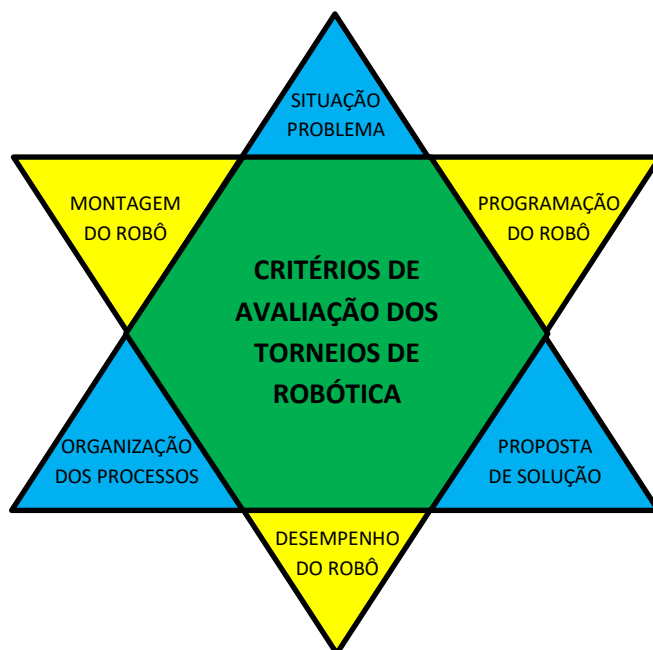 SITUAÇÃO
PROBLEMA
MONTAGEM
DO ROBÔ
PROGRAMAÇÃO
DO ROBÔ
CRITÉRIOS DE
AVALIAÇÃO DOS
TORNEIOS DE
ROBÓTICA
ORGANIZAÇÃO
DOS PROCESSOS
PROPOSTA
DE SOLUÇÃO
DESEMPENHO
DO ROBÔ